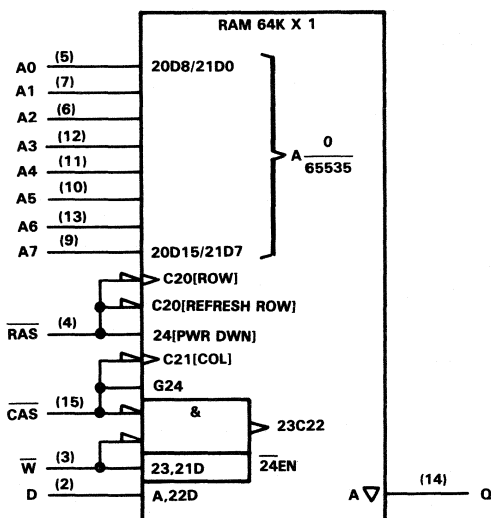 RAM 64K X 1
A0 (5) 20D8/21D0
A1 (7)
A2 (6)
A3 (12)
A 0/65535
A4 (11)
A5 (10)
A6 (13)
A7 (9) 20D15/21D7
C20[ROW]
C20[REFRESH ROW]
RAS (4) 24[PWR DWN]
C21[COL]
G24
CAS (15) & 23C22
W (3) 23,21D 24EN
D (2) A,22D A (14) Q